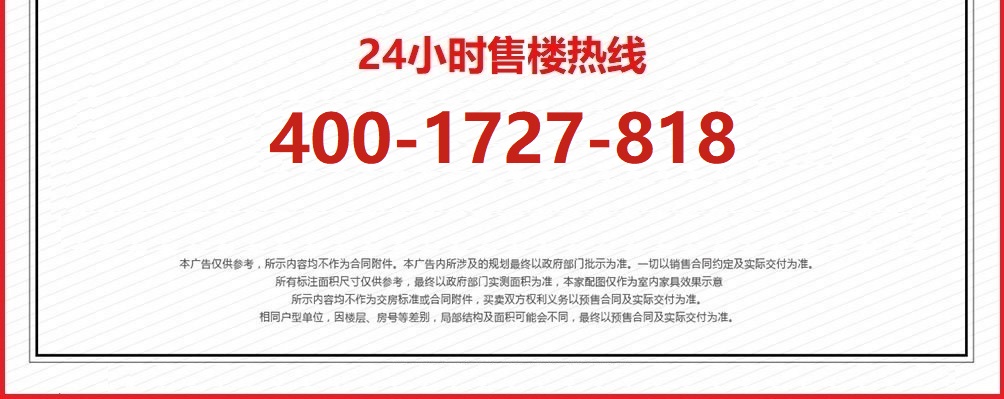 24小时售楼热线
400-1727-818
本广告仅供参考，所示内容均不作为合同附件。本广告内所涉及的规划最终以政府部门批示为准。一切以销售合同约定及实际交付为准。
所有标注面积尺寸仅供参考，最终以政府部门实测面积为准，本家配图仅作为室内家具效果示意
所示内容均不作为交房标准或合同附件，买卖双方权利义务以预售合同及实际交付为准。
相同户型单位，因楼层、房号等差别，局部结构及面积可能会不同，最终以预售合同及实际交付为准。